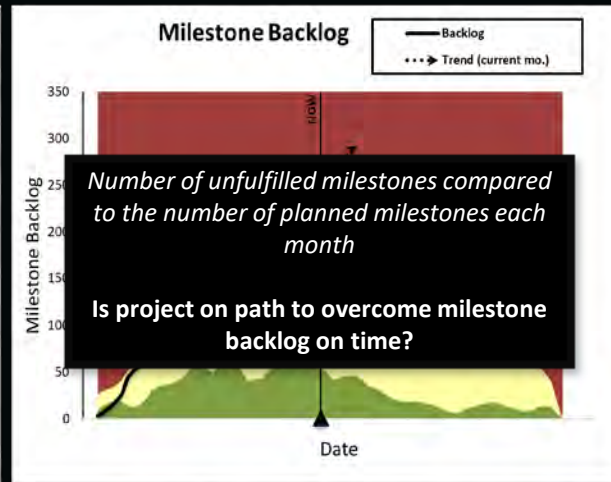 Milestone Backlog
Backlog
Trend (current mo.)
350
300
250
200
150
100
50
0
Milestone Backlog
NOW
Number of unfulfilled milestones compared
to the number of planned milestones each
month
Is project on path to overcome milestone
backlog on time?
Date